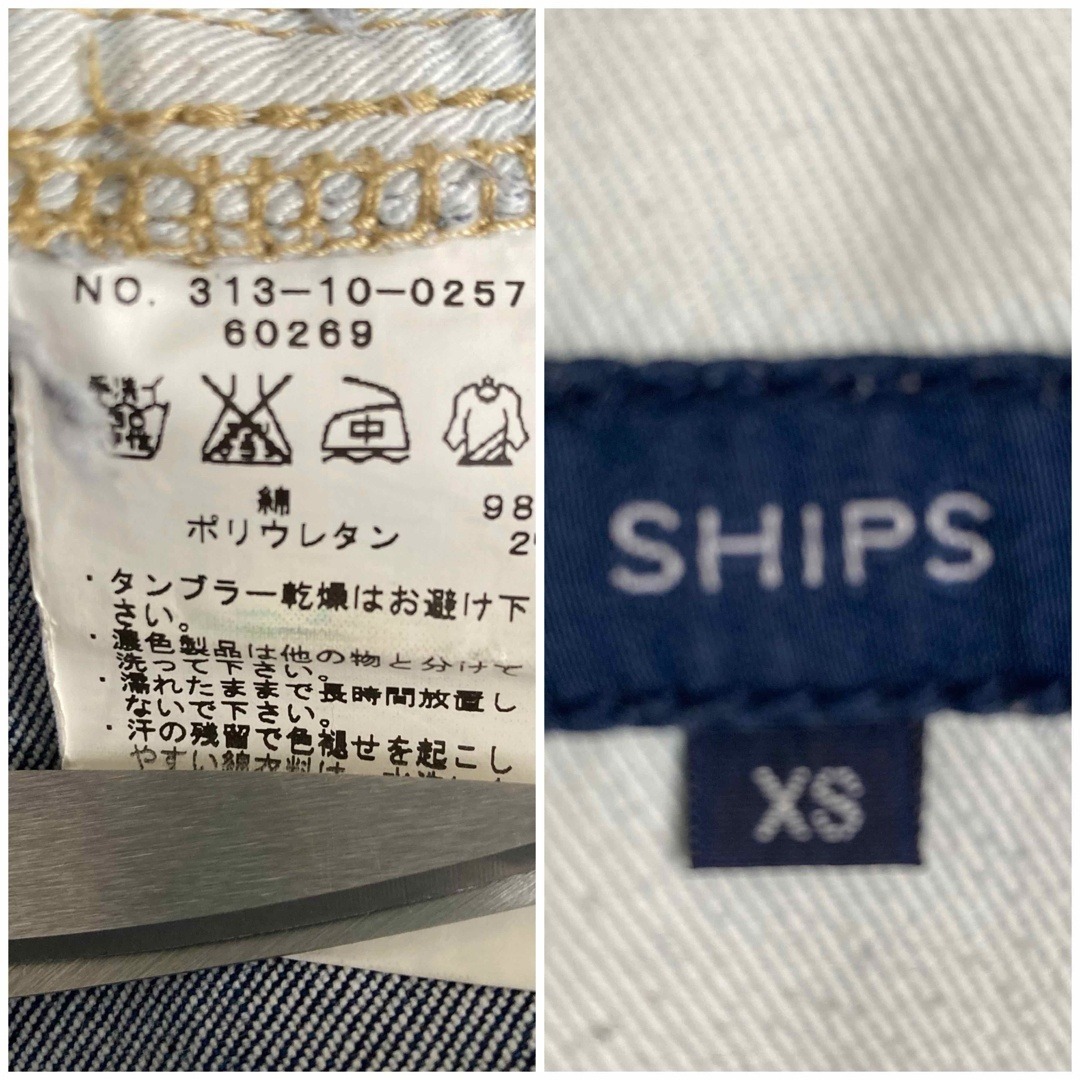 NO. 313-10-0257
60269
中
綿 98
ポリウレタン 2
・タンブラー乾燥はお避け下
さい。
・濃色製品は他の物と分けて
洗って下さい。
・濡れたままで長時間放置し
ないで下さい。
・汗の残留で色褪せを起こし
やすい綿衣料は、水洗
SHIPS
XS